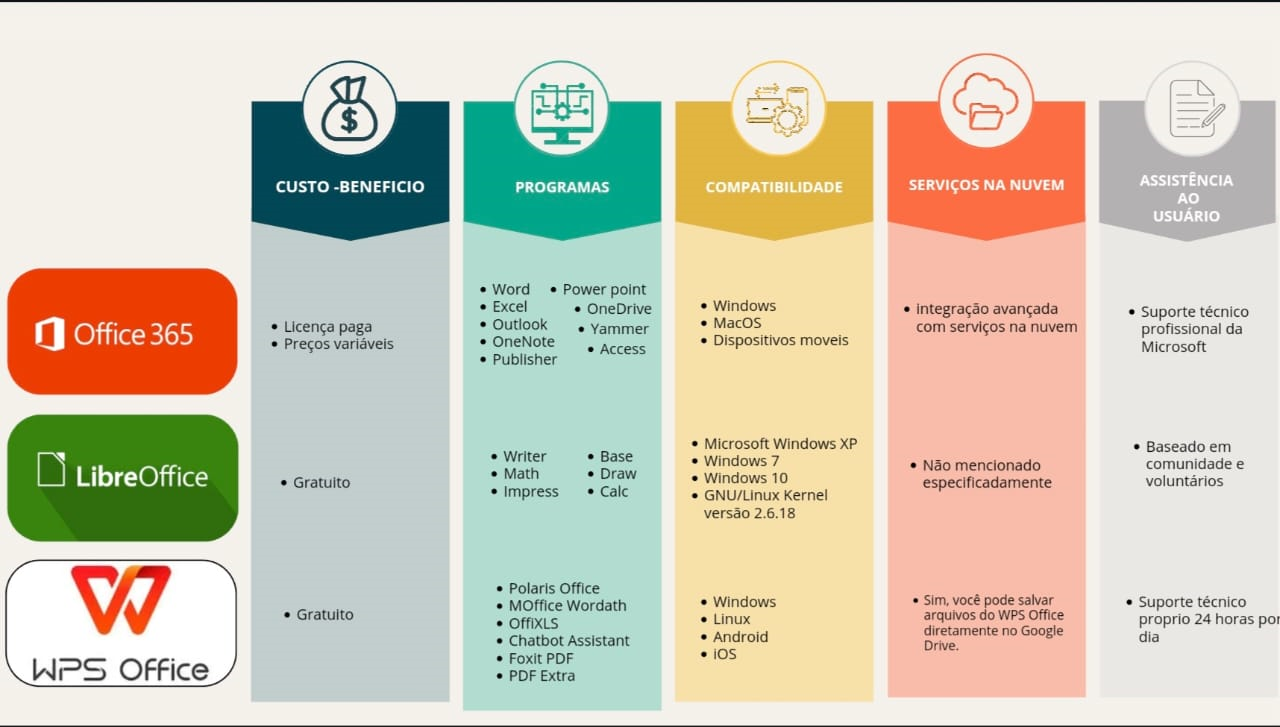 CUSTO -BENEFICIO
PROGRAMAS
COMPATIBILIDADE
SERVIÇOS NA NUVEM
ASSISTÊNCIA
AO
USUÁRIO
Office 365
• Licença paga
• Preços variáveis
• Word
• Excel
• Outlook
• OneNote
• Publisher
• Power point
• OneDrive
• Yammer
• Access
• Windows
• MacOS
• Dispositivos moveis
• integração avançada
com serviços na nuvem
• Suporte técnico
profissional da
Microsoft
LibreOffice
• Gratuito
• Writer
• Math
• Impress
• Base
• Draw
• Calc
• Microsoft Windows XP
• Windows 7
• Windows 10
• GNU/Linux Kernel
versão 2.6.18
• Não mencionado
especificadamente
• Baseado em
comunidade e
voluntários
WPS Office
• Gratuito
• Polaris Office
• MOffice Wordath
• OffiXLS
• Chatbot Assistant
• Foxit PDF
• PDF Extra
• Windows
• Linux
• Android
• iOS
• Sim, você pode salvar
arquivos do WPS Office
diretamente no Google
Drive.
• Suporte técnico
proprio 24 horas por
dia